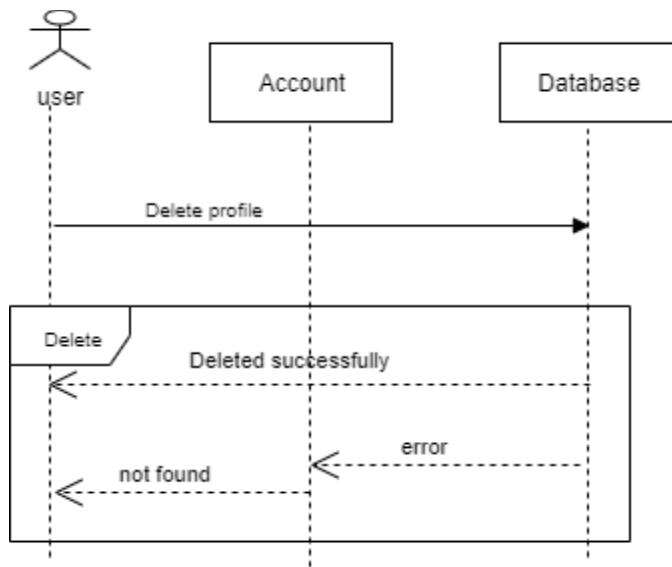 user
Account
Database
Delete profile
Delete
Deleted successfully
error
not found